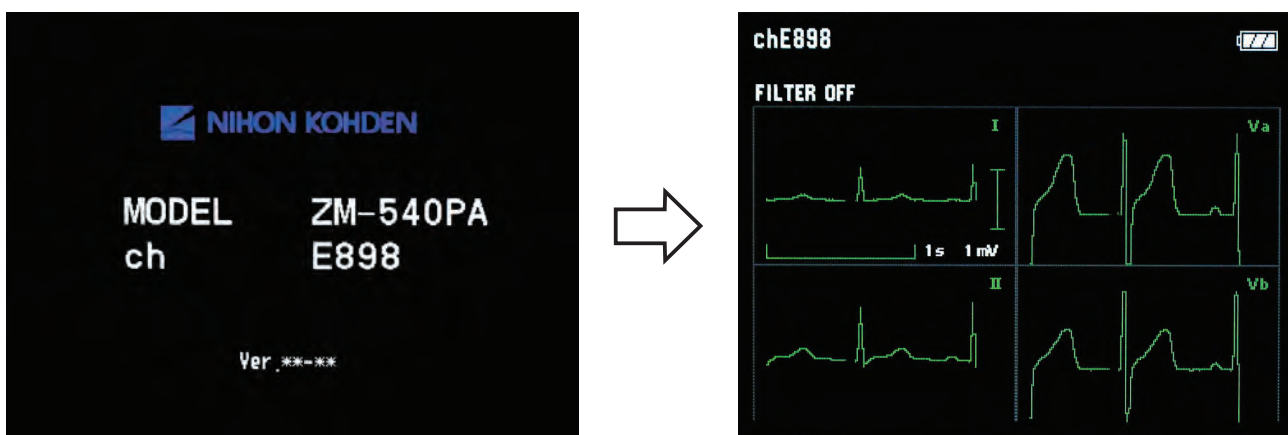 NIHON KOHDEN
MODEL ZM-540PA
ch E898
Ver.**-**
chE898
FILTER OFF
I
Va
1s 1mV
II
Vb